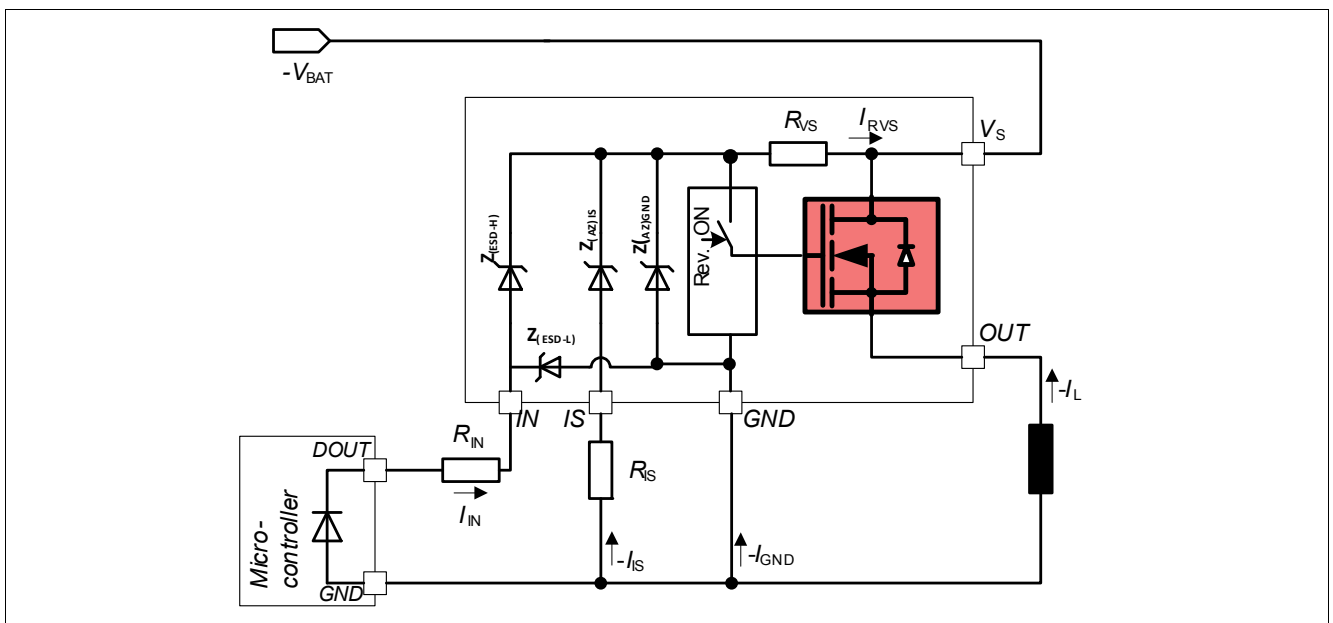 -VBAT
RVS
IRVS
VS
Z(ESD-H)
Z(AZ)IS
Z(AZ)GND
Rev. ON
Z(ESD-L)
OUT
-IL
IN
IS
GND
DOUT
RIN
IIN
RIS
-IIS
-IGND
Micro-
controller
GND